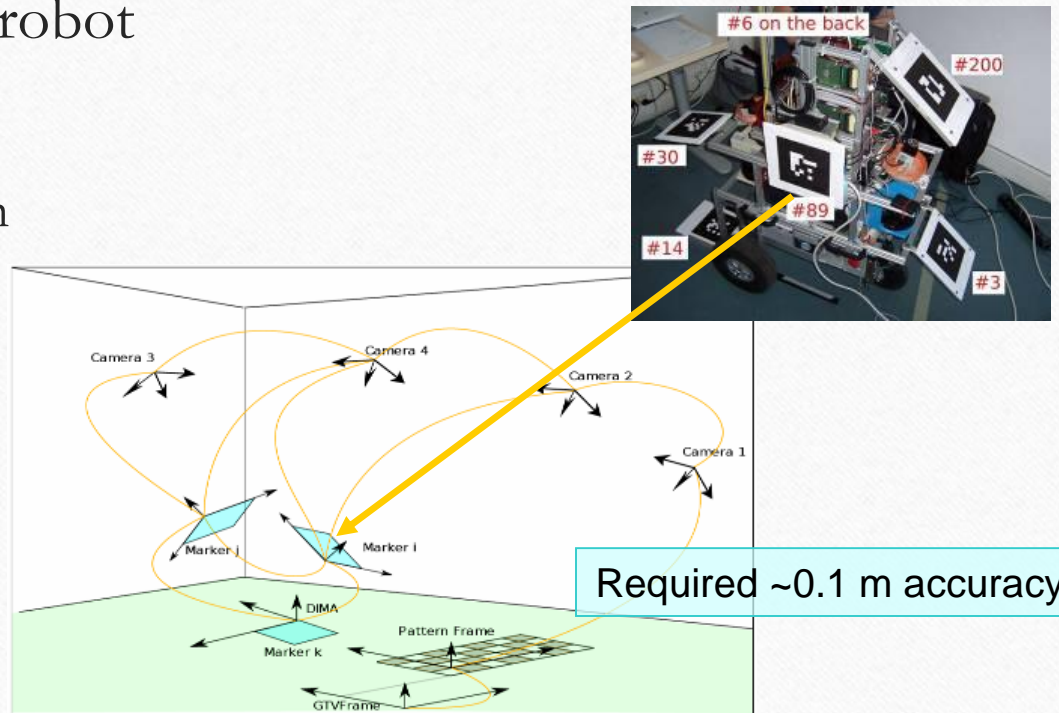 robot
n
#6 on the back
#200
#30
#89
#14
#3
Camera 3
Camera 4
Camera 2
Camera 1
Marker j
Marker i
Required ~0.1 m accuracy
DIMA
Marker k
Pattern Frame
GTVFrame